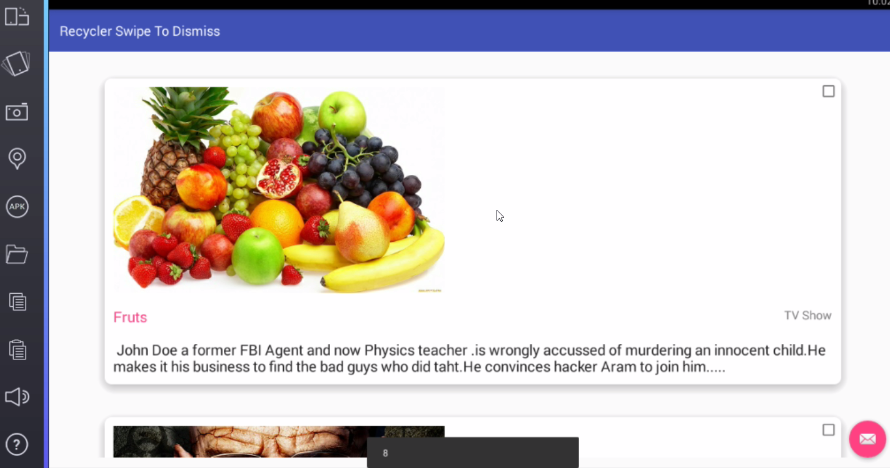 Recycler Swipe To Dismiss
APK
Fruts
TV Show
John Doe a former FBI Agent and now Physics teacher .is wrongly accussed of murdering an innocent child.He
makes it his business to find the bad guys who did taht.He convinces hacker Aram to join him.....
8
?